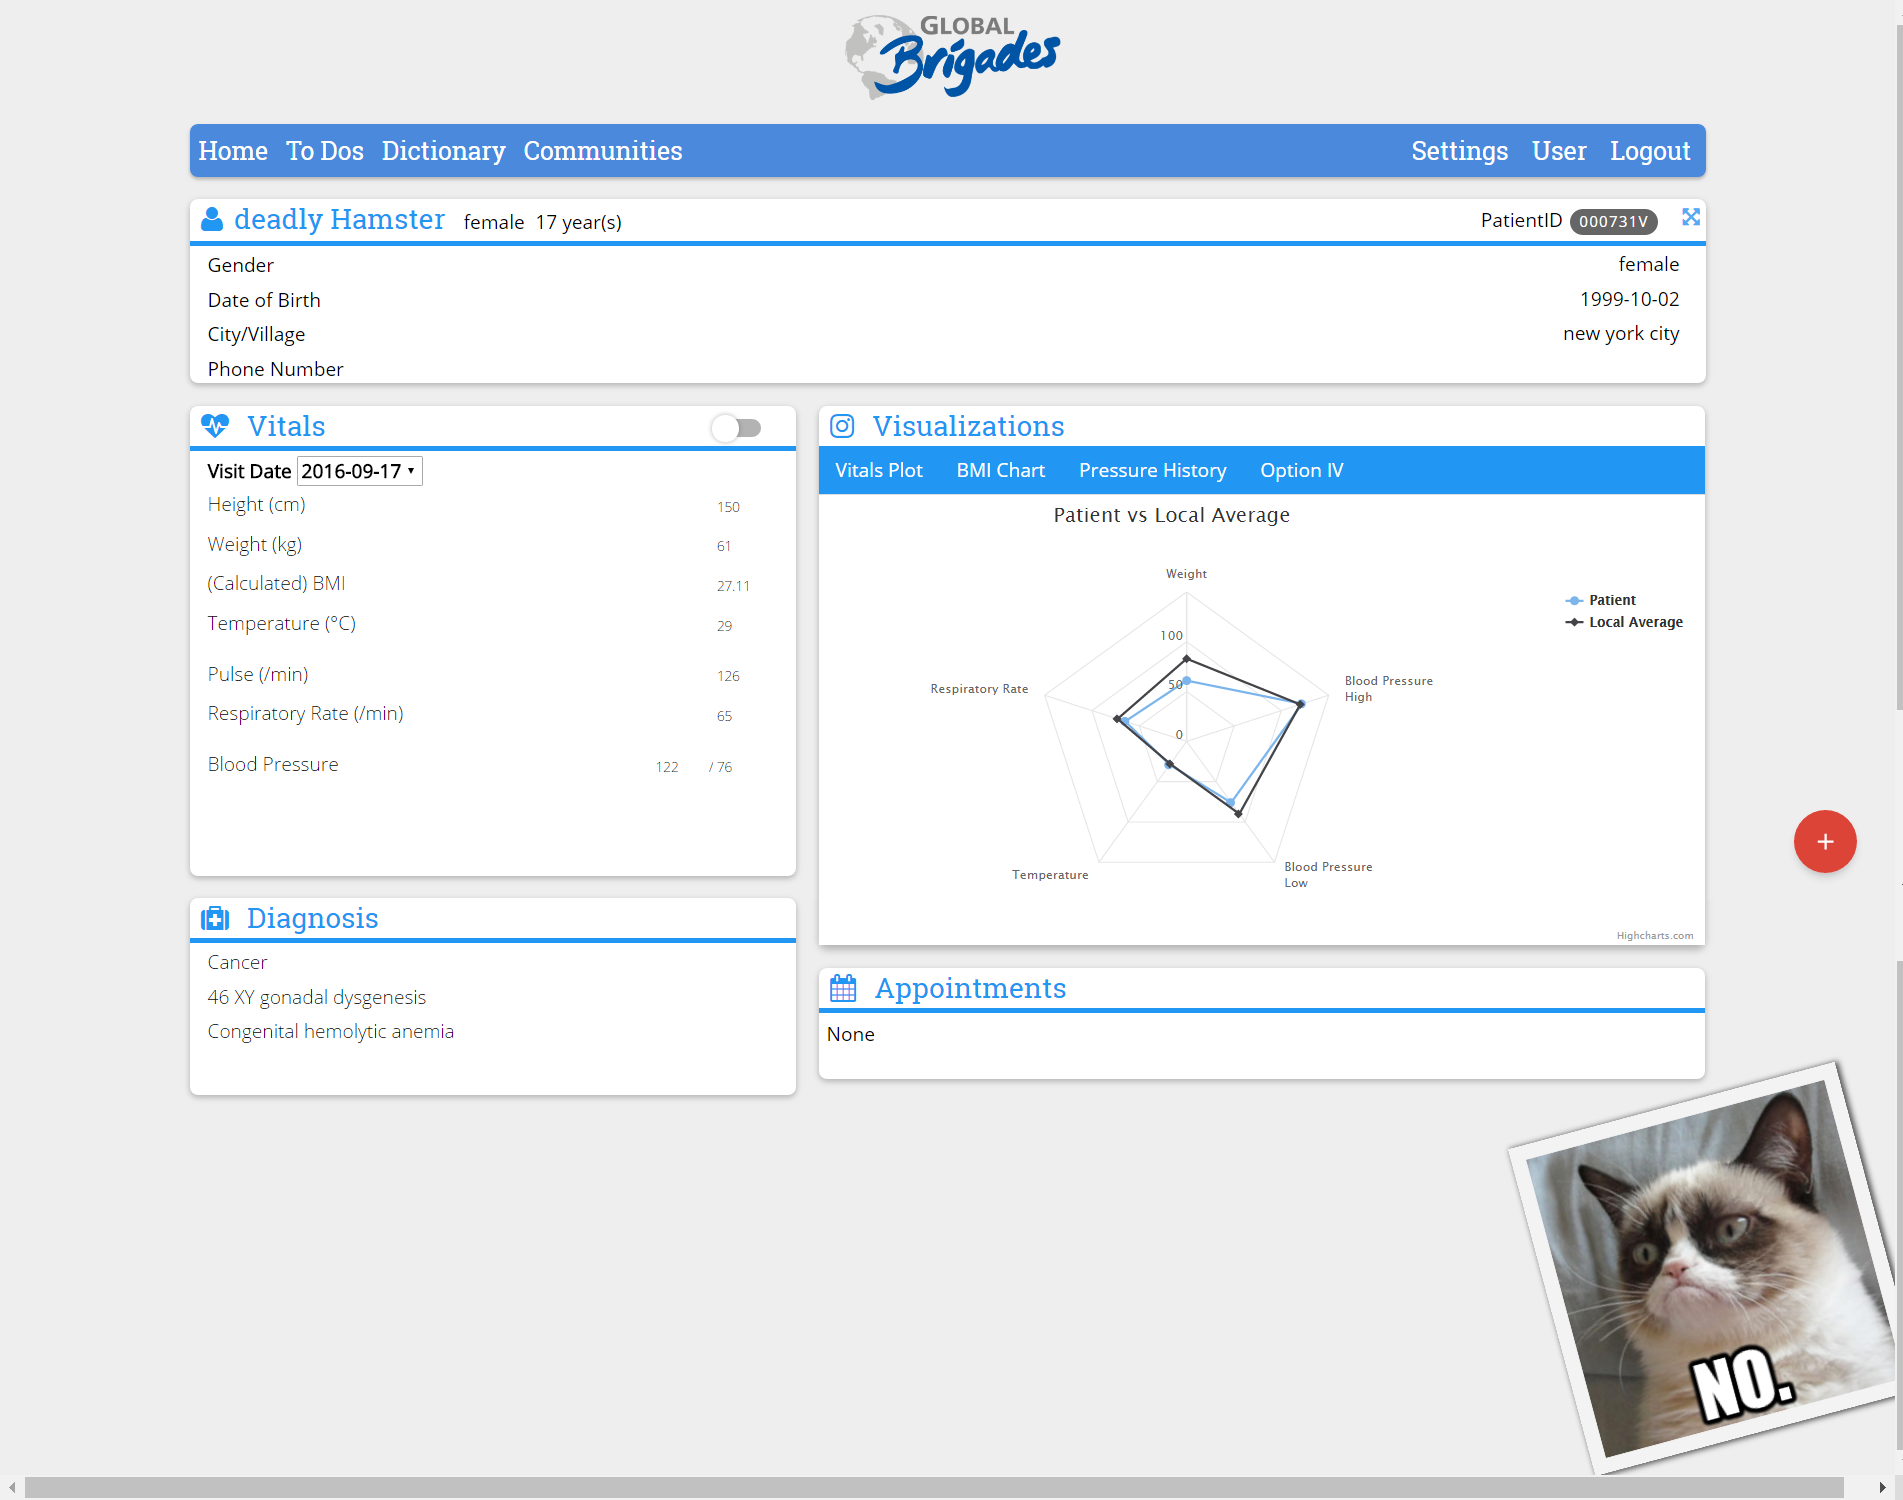 GLOBAL
Brigades
Home To Dos Dictionary Communities Settings User Logout
deadly Hamster female 17 year(s) PatientID 000731V
Gender female
Date of Birth 1999-10-02
City/Village new york city
Phone Number
Vitals
Visit Date 2016-09-17
Height (cm) 150
Weight (kg) 61
(Calculated) BMI 27.11
Temperature (°C) 29
Pulse (/min) 126
Respiratory Rate (/min) 65
Blood Pressure 122 / 76
Diagnosis
Cancer
46 XY gonadal dysgenesis
Congenital hemolytic anemia
Visualizations
Vitals Plot BMI Chart Pressure History Option IV
Patient vs Local Average
Weight
Patient
Local Average
100
50
0
Blood Pressure
High
Respiratory Rate
Temperature
Blood Pressure
Low
Highcharts.com
Appointments
None
+
NO.